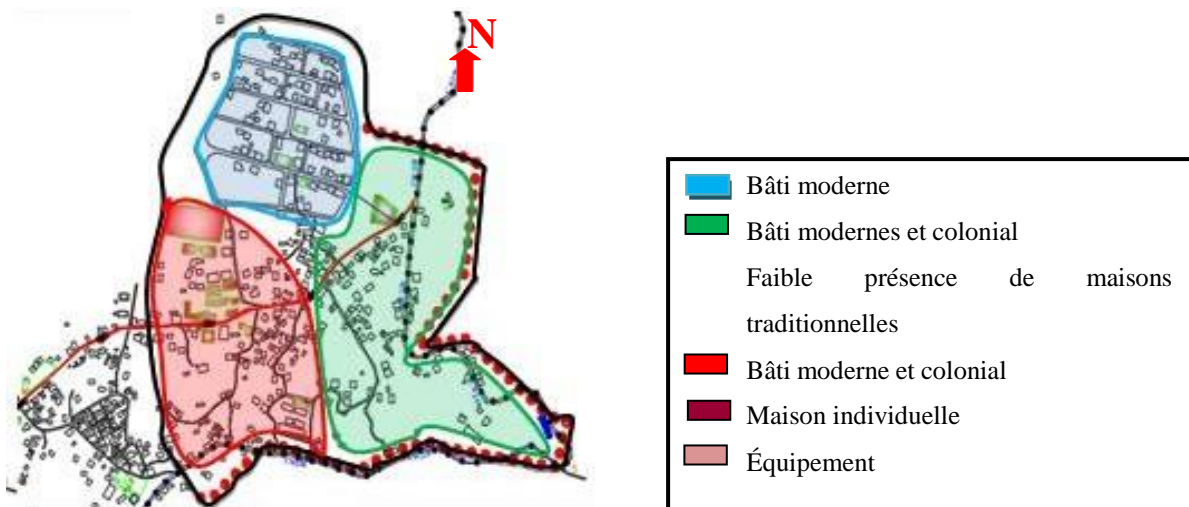 N
Bâti moderne
Bâti modernes et colonial
Faible présence de maisons
traditionnelles
Bâti moderne et colonial
Maison individuelle
Équipement